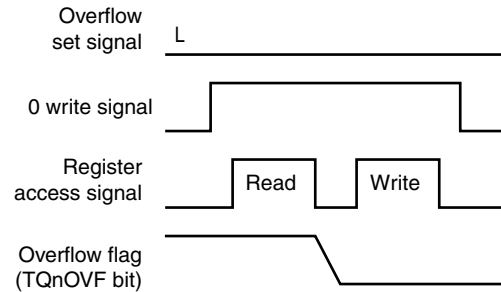 Overflow
set signal
L
0 write signal
Register
access signal
Read
Write
Overflow flag
(TQnOVF bit)